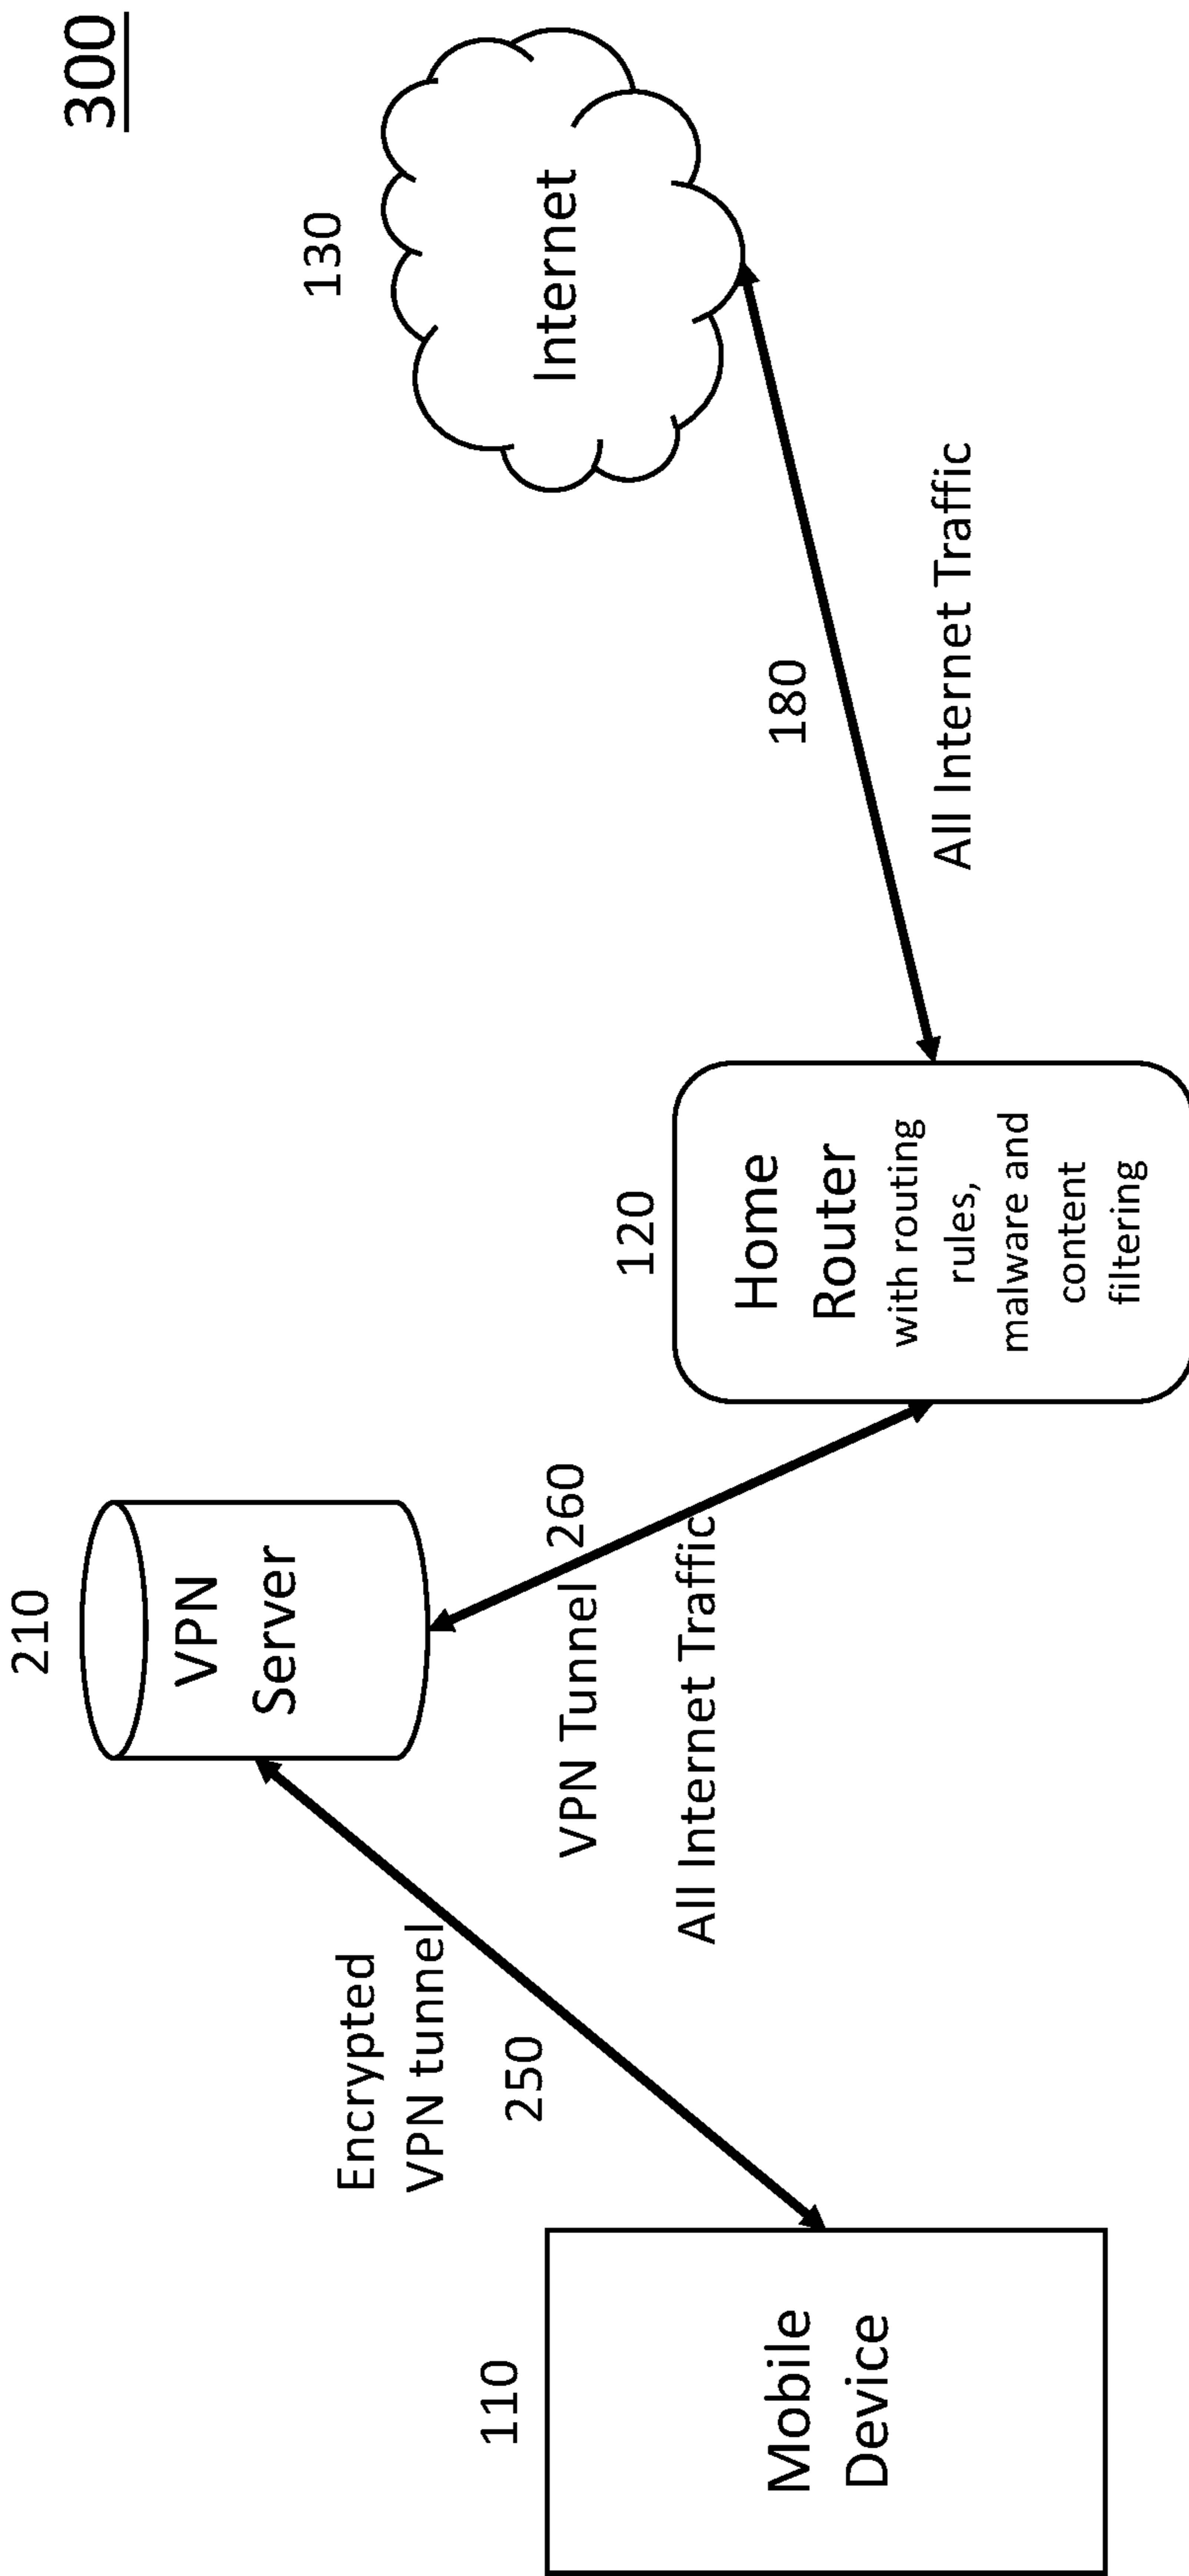 300
210
VPN
Server
130
Internet
Encrypted
VPN tunnel
250
VPN Tunnel
260
All Internet Traffic
180
All Internet Traffic
110
Mobile
Device
120
Home
Router
with routing
rules,
malware and
content
filtering